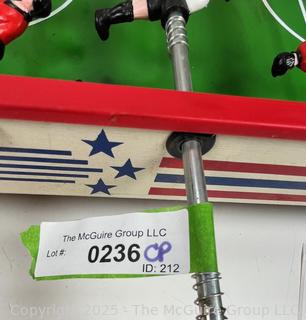 The McGuire Group LLC
Lot #: 0236 CP
ID: 212
Copyright 2025 - The McGuire Group LLC